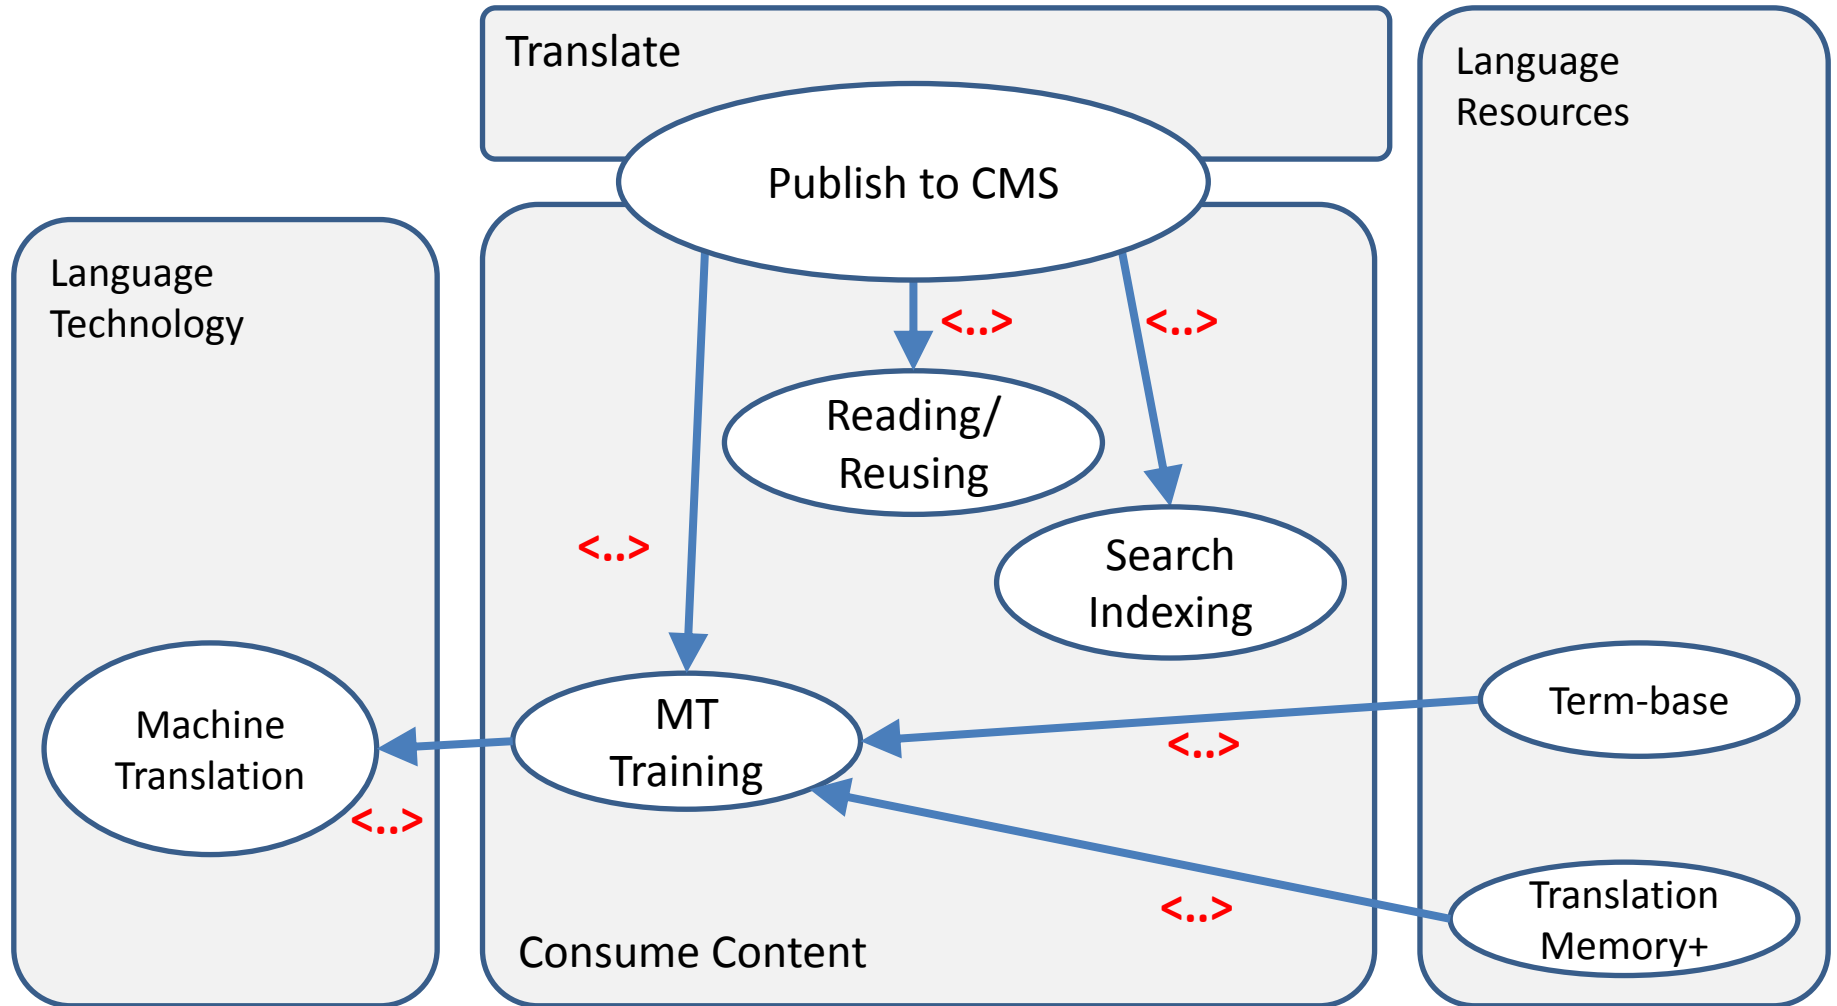 Translate
Language
Resources
Publish to CMS
Language
Technology
<..>
<..>
Reading/
Reusing
<..>
Search
Indexing
Machine
Translation
MT
Training
Term-base
<..>
<..>
<..>
Translation
Memory+
Consume Content